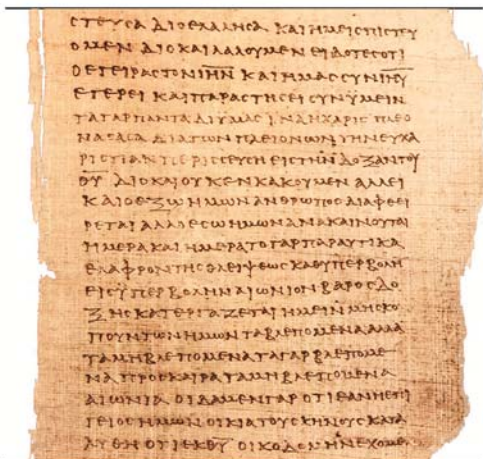 ϹΤΕΥϹΑ ΔΙΟ ΕΛΑΛΗϹΑ ΚΑΙ ΗΜΕΙϹ ΠΙϹΤΕΥ
ΟΜΕΝ ΔΙΟ ΚΑΙ ΛΑΛΟΥΜΕΝ ΕΙΔΟΤΕϹ ΟΤΙ
Ο ΕΓΕΙΡΑϹ ΤΟΝ Ι̅Η̅Ν̅ ΚΑΙ ΗΜΑϹ ϹΥΝ Ι̅Η̅Υ̅
ΕΓΕΡΕΙ ΚΑΙ ΠΑΡΑϹΤΗϹΕΙ ϹΥΝ ΫΜΕΙΝ
ΤΑ ΓΑΡ ΠΑΝΤΑ ΔΙ ΥΜΑϹ ΙΝΑ Η ΧΑΡΙϹ ΠΛΕΟ
ΝΑϹΑϹΑ ΔΙΑ ΤΩΝ ΠΛΕΙΟΝΩΝ ΤΗΝ ΕΥΧΑ
ΡΙϹΤΙΑΝ ΠΕΡΙϹϹΕΥϹΗ ΕΙϹ ΤΗΝ ΔΟΞΑΝ ΤΟΥ
Θ̅Υ̅ ΔΙΟ ΚΑΙ ΟΥΚ ΕΝΚΑΚΟΥΜΕΝ ΑΛΛ ΕΙ
ΚΑΙ Ο ΕΞΩ ΗΜΩΝ ΑΝΘΡΩΠΟϹ ΔΙΑΦΘΕΙ
ΡΕΤΑΙ ΑΛΛ Ο ΕϹΩ ΗΜΩΝ ΑΝΑΚΑΙΝΟΥΤΑΙ
ΗΜΕΡΑ ΚΑΙ ΗΜΕΡΑ ΤΟ ΓΑΡ ΠΑΡΑΥΤΙΚΑ
ΕΛΑΦΡΟΝ ΤΗϹ ΘΛΕΙΨΕΩϹ ΚΑΘ ΥΠΕΡΒΟΛΗ
ΕΙϹ ΥΠΕΡΒΟΛΗΝ ΑΙΩΝΙΟΝ ΒΑΡΟϹ ΔΟ
ΞΗϹ ΚΑΤΕΡΓΑΖΕΤΑΙ ΗΜΕΙΝ ΜΗ ϹΚΟ
ΠΟΥΝΤΩΝ ΗΜΩΝ ΤΑ ΒΛΕΠΟΜΕΝΑ ΑΛΛΑ
ΤΑ ΜΗ ΒΛΕΠΟΜΕΝΑ ΤΑ ΓΑΡ ΒΛΕΠΟΜΕ
ΝΑ ΠΡΟϹΚΑΙΡΑ ΤΑ ΜΗ ΒΛΕΠΟΜΕΝΑ
ΑΙΩΝΙΑ ΟΙΔΑΜΕΝ ΓΑΡ ΟΤΙ ΕΑΝ Η ΕΠΙ
ΓΕΙΟϹ ΗΜΩΝ ΟΙΚΙΑ ΤΟΥ ϹΚΗΝΟΥϹ ΚΑΤΑ
ΛΥΘΗ ΟΤΙ ΕΚ Θ̅Υ̅ ΟΙΚΟΔΟΜΗΝ ΕΧΟΜΕ